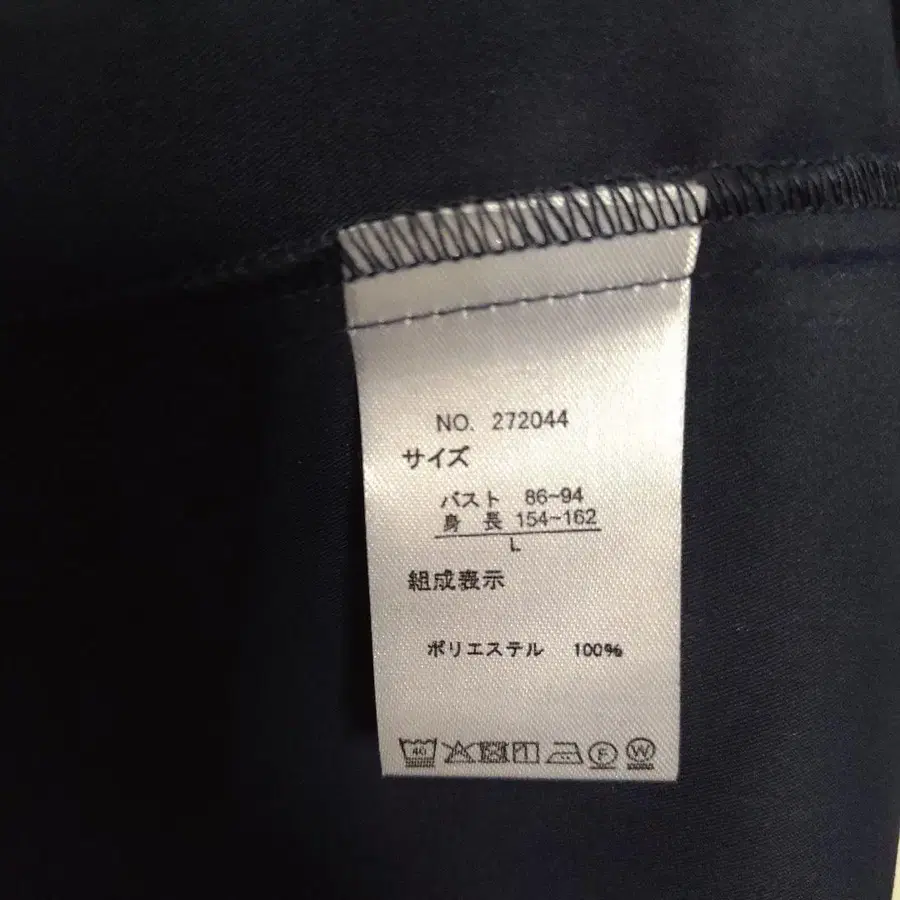 NO. 272044
サイズ
バスト 86~94
身 長 154~162
L
組成表示
ポリエステル 100%
40 F W